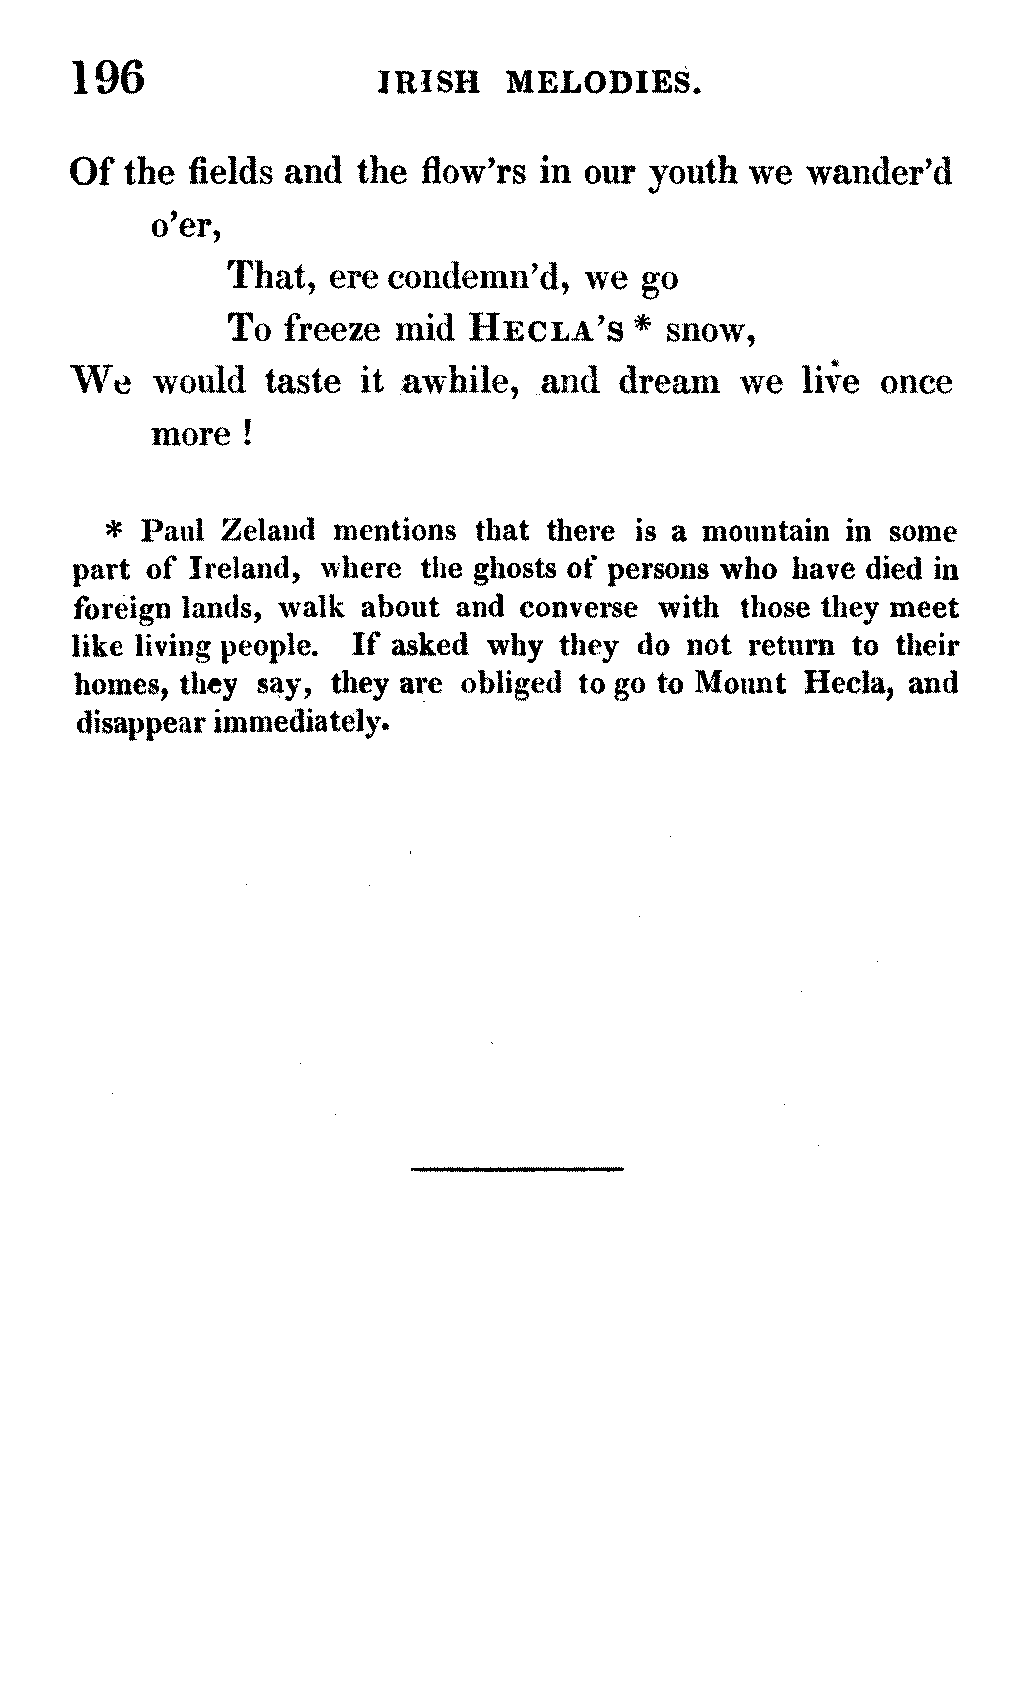 196 IRISH MELODIES.
Of the fields and the flow'rs in our youth we wander'd
o'er,
That, ere condemn'd, we go
To freeze mid HECLA'S * snow,
We would taste it awhile, and dream we live once
more !
* Paul Zeland mentions that there is a mountain in some
part of Ireland, where the ghosts of persons who have died in
foreign lands, walk about and converse with those they meet
like living people. If asked why they do not return to their
homes, they say, they are obliged to go to Mount Hecla, and
disappear immediately.